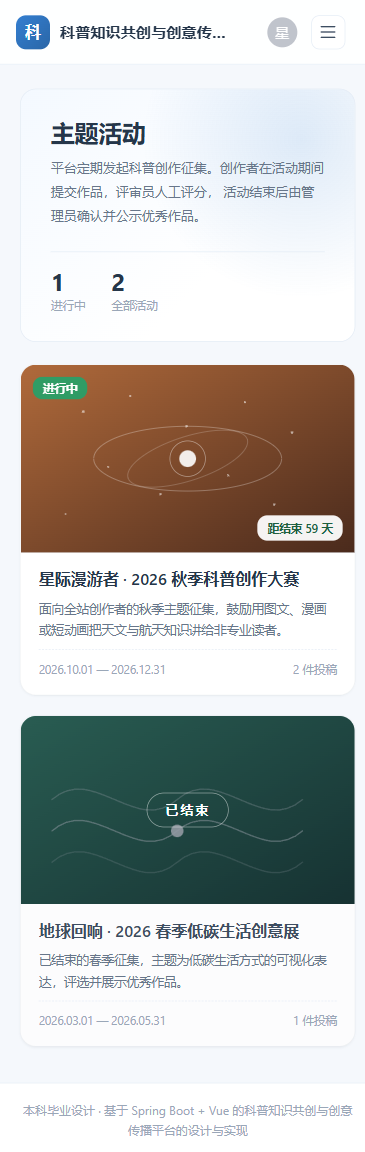 科
科普知识共创与创意传...
星
主题活动
平台定期发起科普创作征集。创作者在活动期间
提交作品，评审员人工评分， 活动结束后由管
理员确认并公示优秀作品。
1
进行中
2
全部活动
进行中
距结束 59 天
星际漫游者 · 2026 秋季科普创作大赛
面向全站创作者的秋季主题征集，鼓励用图文、漫画
或短动画把天文与航天知识讲给非专业读者。
2026.10.01 — 2026.12.31
2 件投稿
已结束
地球回响 · 2026 春季低碳生活创意展
已结束的春季征集，主题为低碳生活方式的可视化表
达，评选并展示优秀作品。
2026.03.01 — 2026.05.31
1 件投稿
本科毕业设计 · 基于 Spring Boot + Vue 的科普知识共创与创意
传播平台的设计与实现